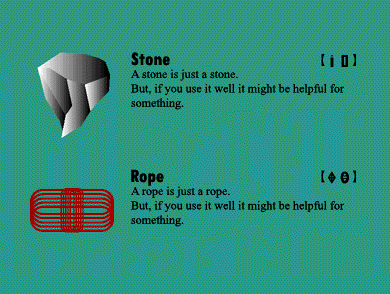 Stone
A stone is just a stone.
But, if you use it well it might be helpful for
something.
Rope
A rope is just a rope.
But, if you use it well it might be helpful for
something.